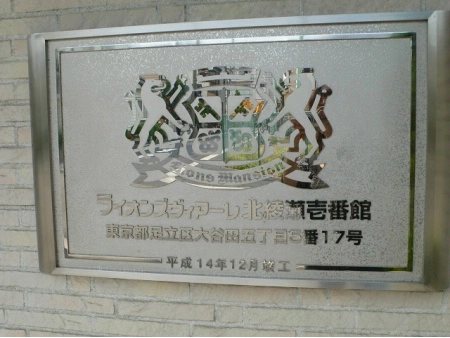 Lions Mansion
ライオンズヴィアーレ北綾瀬壱番館
東京都足立区大谷田五丁目5番17号
平成14年12月竣工